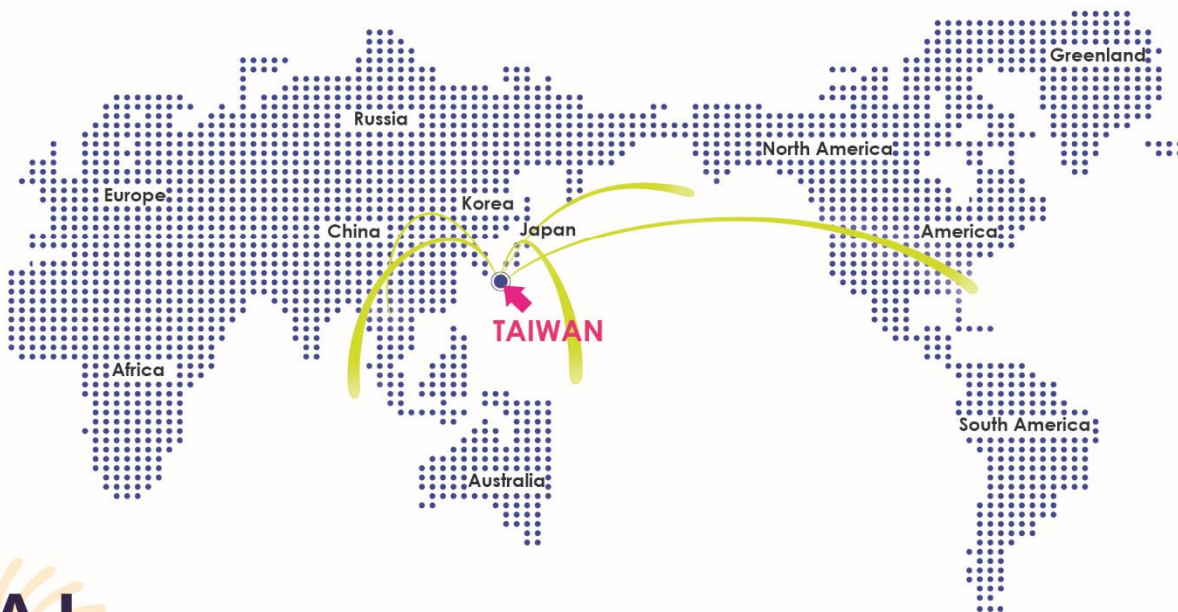 Greenland
Russia
North America
Europe
Korea
China
Japan
America
TAIWAN
Africa
South America
Australia